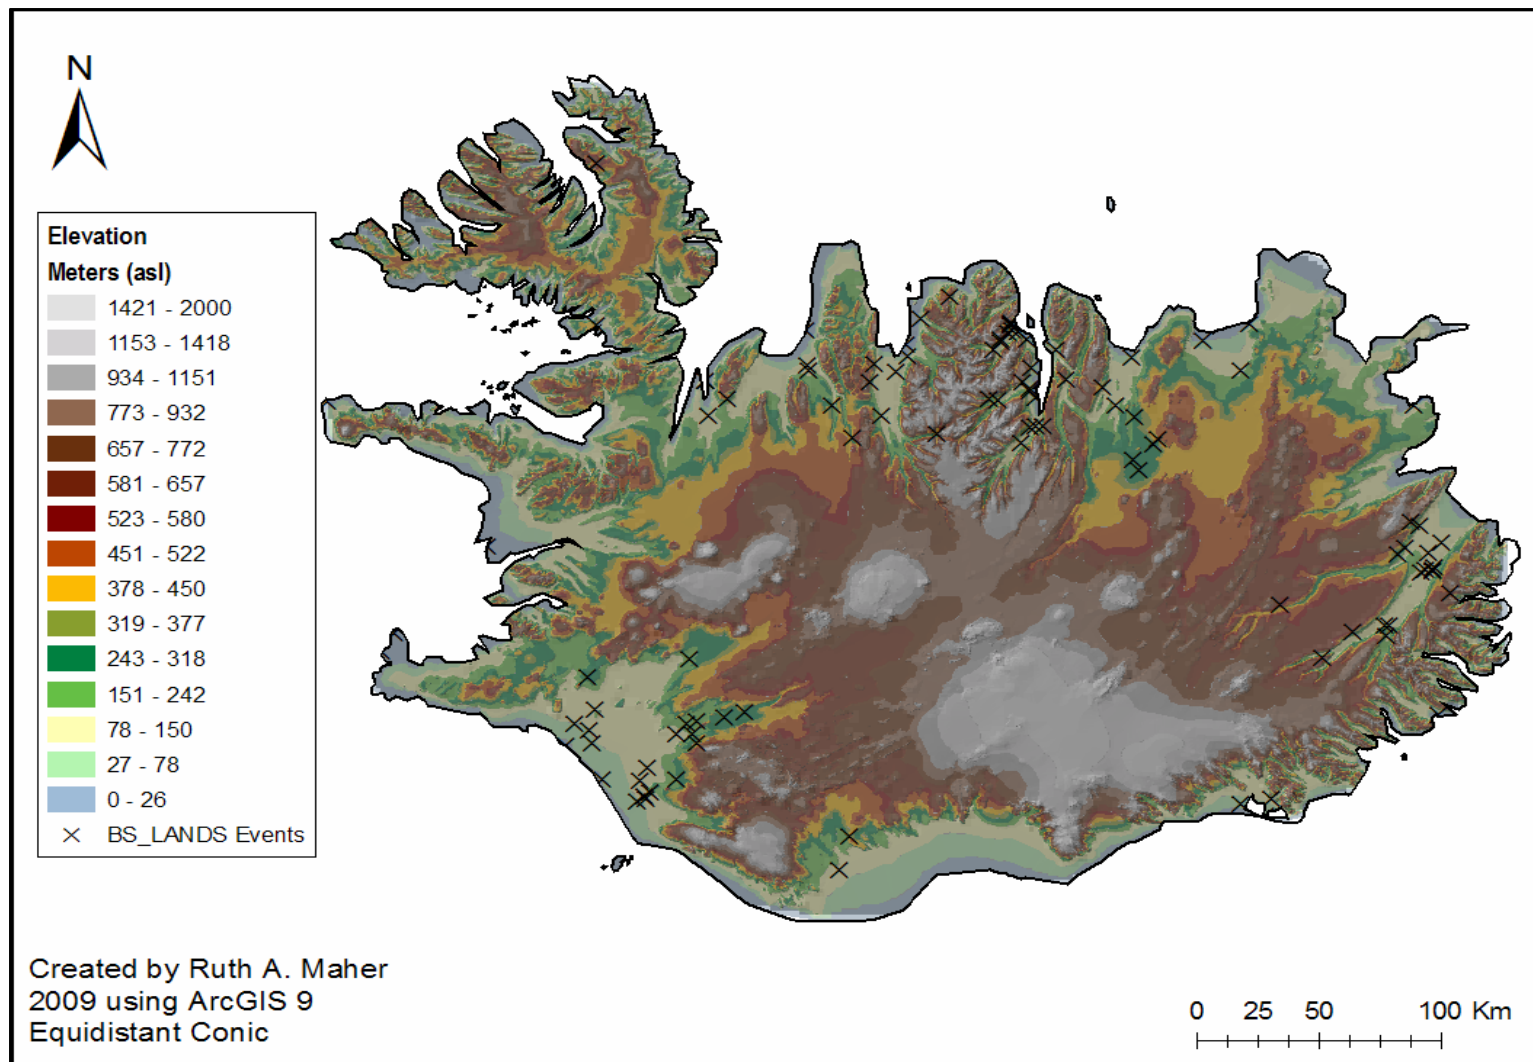 N
Elevation
Meters (asl)
1421 - 2000
1153 - 1418
934 - 1151
773 - 932
657 - 772
581 - 657
523 - 580
451 - 522
378 - 450
319 - 377
243 - 318
151 - 242
78 - 150
27 - 78
0 - 26
BS_LANDS Events
Created by Ruth A. Maher
2009 using ArcGIS 9
Equidistant Conic
0 25 50 100 Km